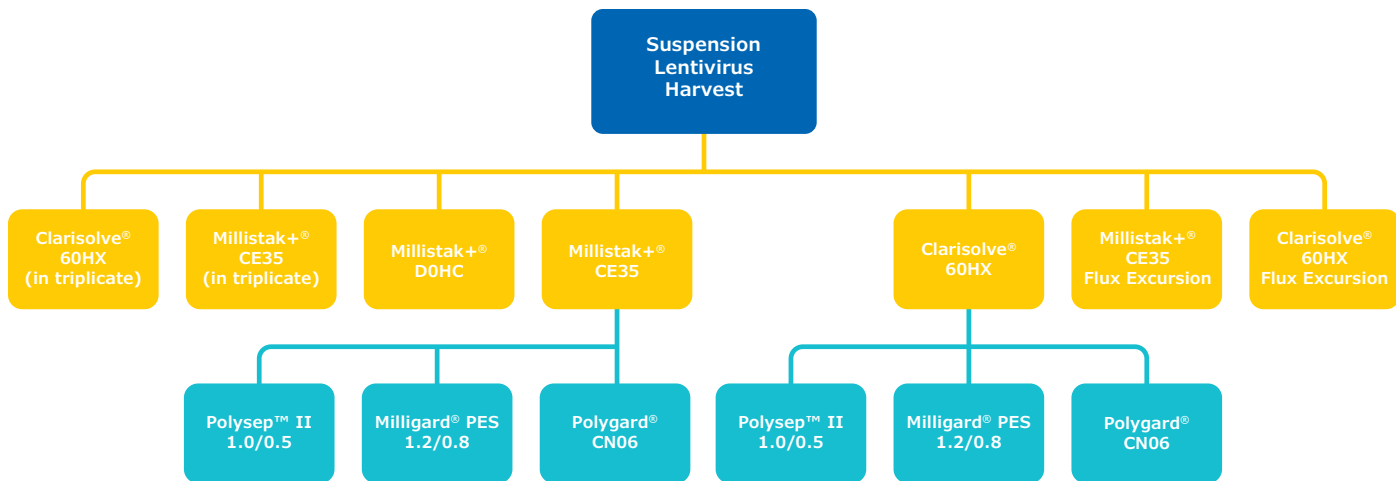 Suspension
Lentivirus
Harvest
Clarisolve®
60HX
(in triplicate)
Millistak+®
CE35
(in triplicate)
Millistak+®
D0HC
Millistak+®
CE35
Clarisolve®
60HX
Millistak+®
CE35
Flux Excursion
Clarisolve®
60HX
Flux Excursion
Polysep™ II
1.0/0.5
Milligard® PES
1.2/0.8
Polygard®
CN06
Polysep™ II
1.0/0.5
Milligard® PES
1.2/0.8
Polygard®
CN06